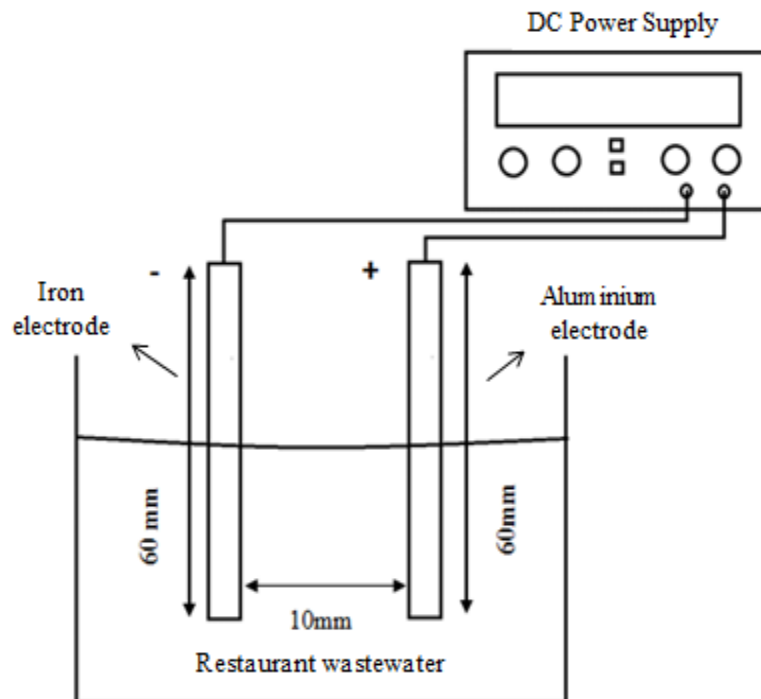 DC Power Supply
-
+
Iron
electrode
Aluminium
electrode
60 mm
60mm
10mm
Restaurant wastewater